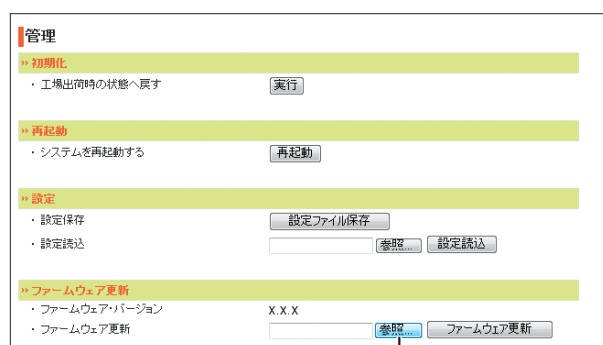 管理
» 初期化
・ 工場出荷時の状態へ戻す 実行
» 再起動
・ システムを再起動する 再起動
» 設定
・ 設定保存 設定ファイル保存
・ 設定読込 参照... 設定読込
» ファームウェア更新
・ ファームウェア・バージョン X.X.X
・ ファームウェア更新 参照... ファームウェア更新